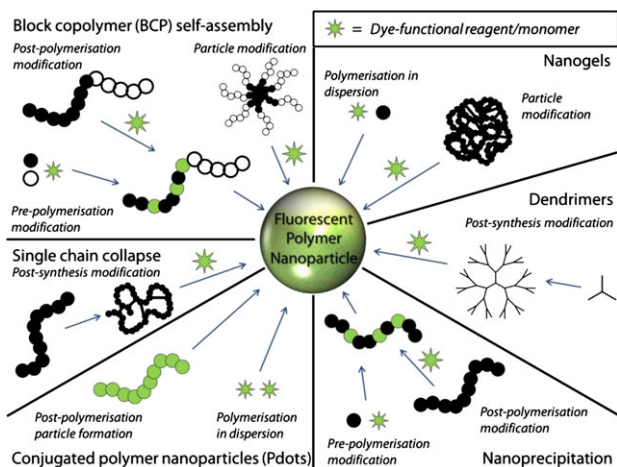 Block copolymer (BCP) self-assembly
Post-polymerisation
modification
Particle modification
Pre-polymerisation
modification
= Dye-functional reagent/monomer
Nanogels
Polymerisation in
dispersion
Particle
modification
Dendrimers
Post-synthesis modification
Fluorescent
Polymer
Nanoparticle
Single chain collapse
Post-synthesis modification
Post-polymerisation
particle formation
Polymerisation
in dispersion
Conjugated polymer nanoparticles (Pdots)
Pre-polymerisation
modification
Post-polymerisation
modification
Nanoprecipitation